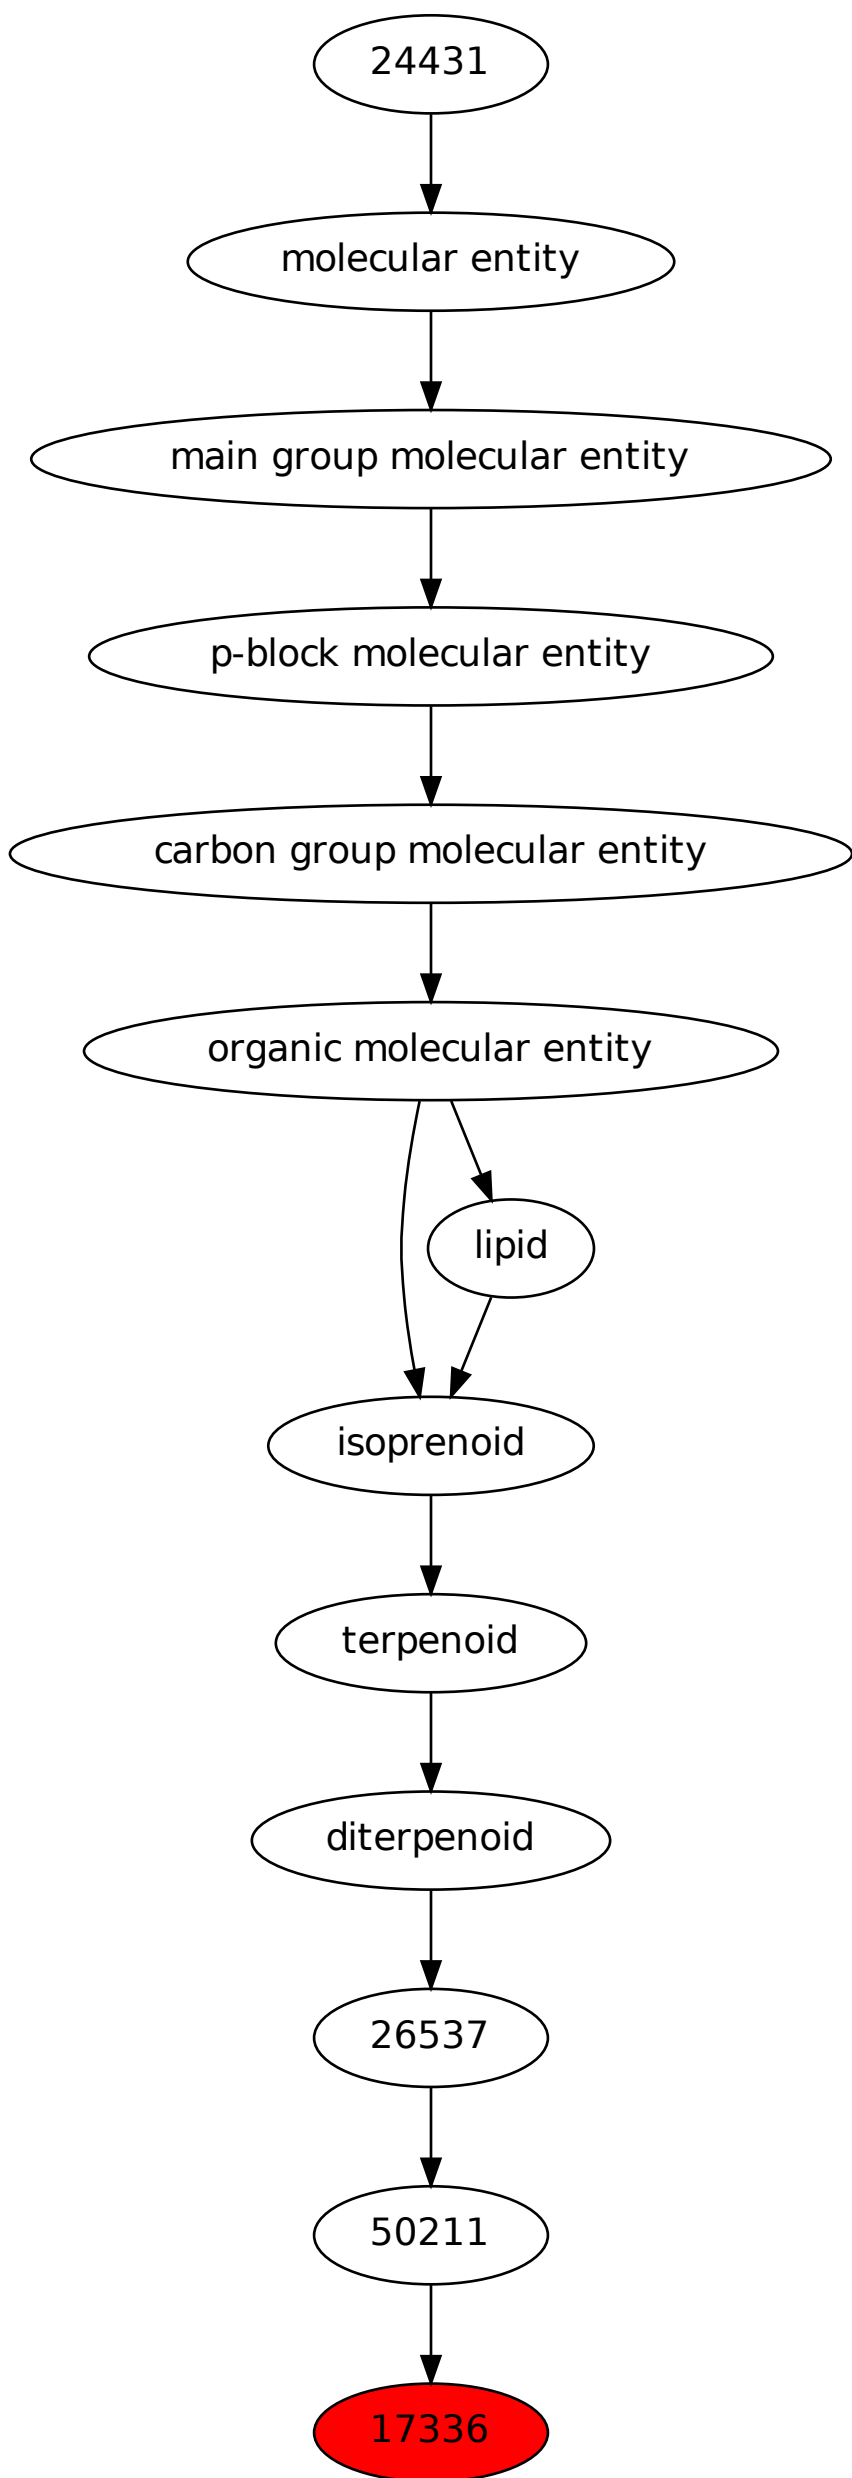 24431
molecular entity
main group molecular entity
p-block molecular entity
carbon group molecular entity
organic molecular entity
lipid
isoprenoid
terpenoid
diterpenoid
26537
50211
17336